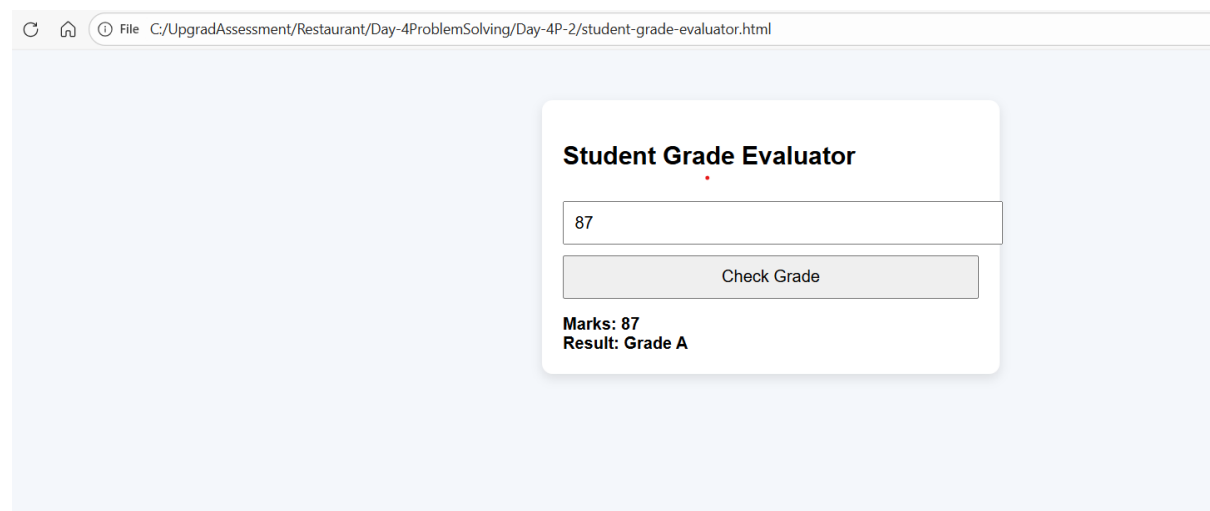 File C:/UpgradAssessment/Restaurant/Day-4ProblemSolving/Day-4P-2/student-grade-evaluator.html
Student Grade Evaluator
87
Check Grade
Marks: 87
Result: Grade A